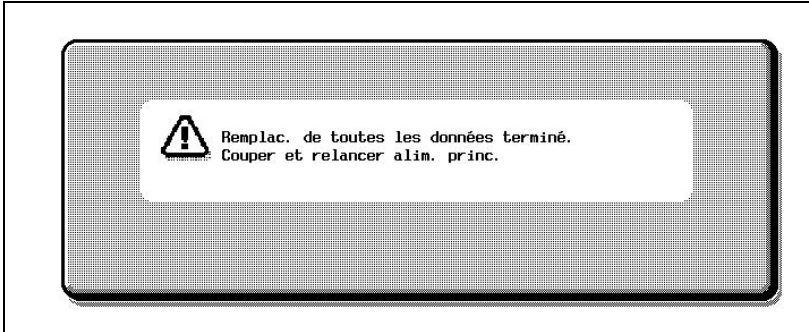 Remplac. de toutes les données terminé.
Couper et relancer alim. princ.